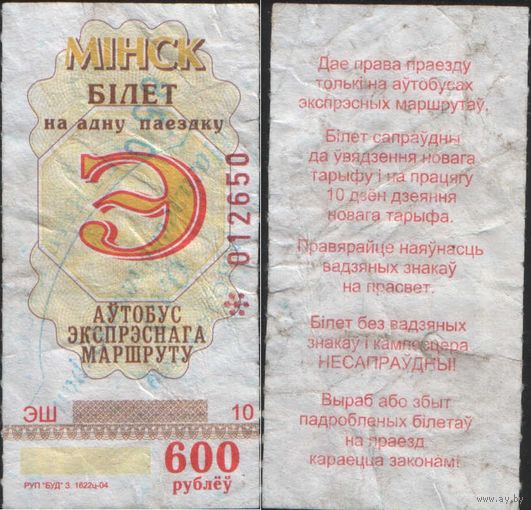 МІНСК
БІЛЕТ
на адну паездку
Э
012650
АЎТОБУС
ЭКСПРЭСНАГА
МАРШРУТУ
ЭШ 10
600
рублёў
РУП "БУД" З. 1622ц-04
Дае права праезду
толькі на аўтобусах
экспрэсных маршрутаў.
Білет сапраўдны
да ўвядзення новага
тарыфу і на працягу
10 дзён дзеяння
новага тарыфа.
Правярайце наяўнасць
вадзяных знакаў
на прасвет.
Білет без вадзяных
знакаў і кампосцера
НЕСАПРАЎДНЫ!
Выраб або збыт
падробленых білетаў
на праезд
караецца законам!
www.ay.by